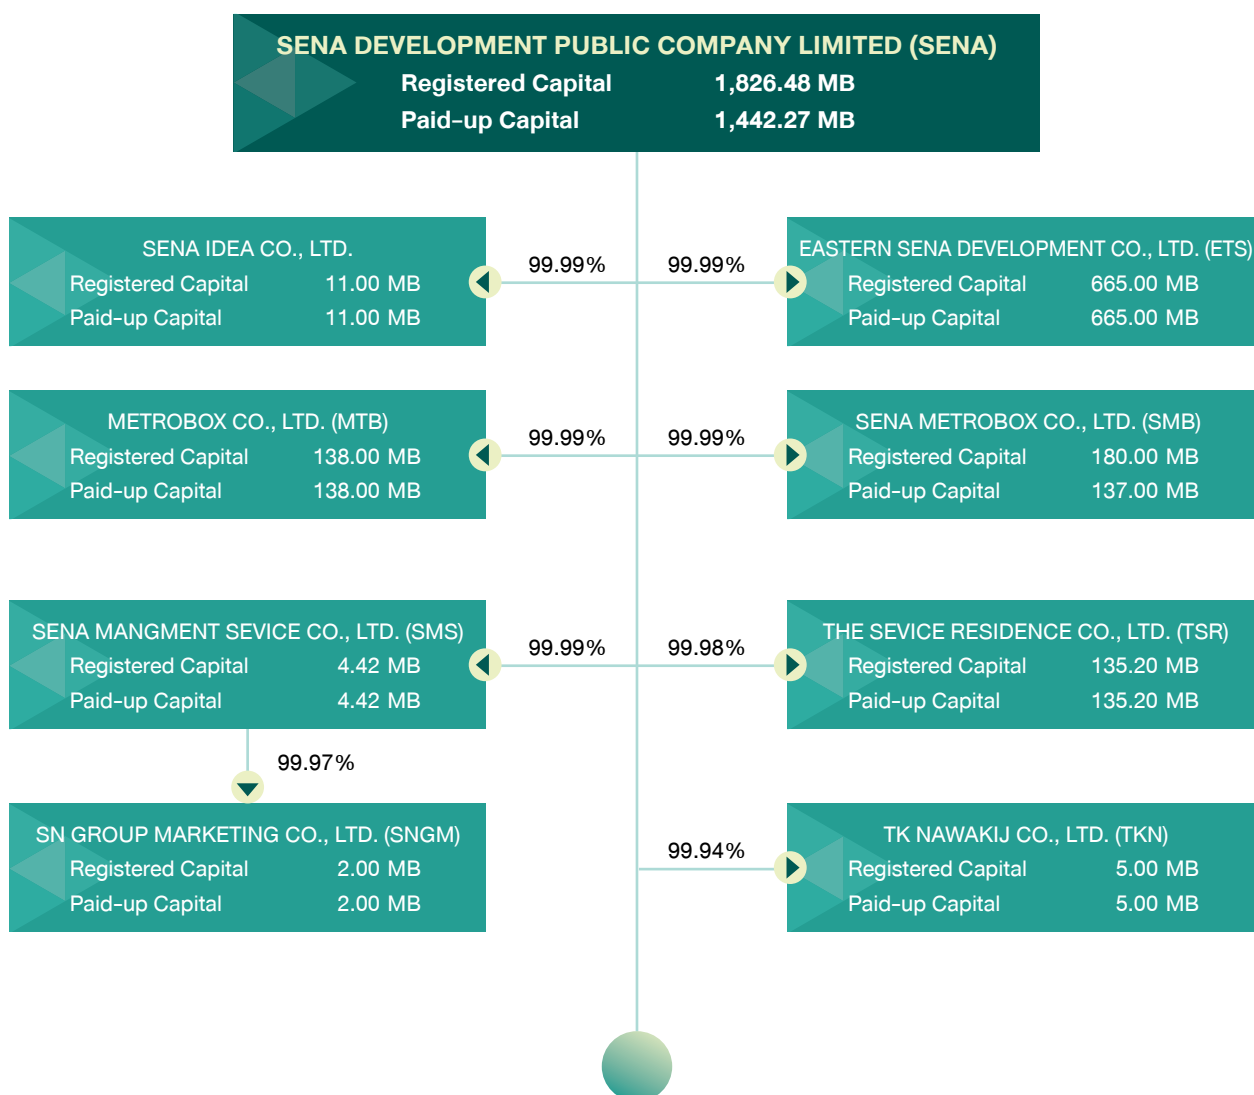 SENA DEVELOPMENT PUBLIC COMPANY LIMITED (SENA)
Registered Capital 1,826.48 MB
Paid-up Capital 1,442.27 MB
SENA IDEA CO., LTD.
Registered Capital 11.00 MB
Paid-up Capital 11.00 MB
99.99%
99.99%
EASTERN SENA DEVELOPMENT CO., LTD. (ETS)
Registered Capital 665.00 MB
Paid-up Capital 665.00 MB
METROBOX CO., LTD. (MTB)
Registered Capital 138.00 MB
Paid-up Capital 138.00 MB
99.99%
99.99%
SENA METROBOX CO., LTD. (SMB)
Registered Capital 180.00 MB
Paid-up Capital 137.00 MB
SENA MANGMENT SEVICE CO., LTD. (SMS)
Registered Capital 4.42 MB
Paid-up Capital 4.42 MB
99.99%
99.98%
THE SEVICE RESIDENCE CO., LTD. (TSR)
Registered Capital 135.20 MB
Paid-up Capital 135.20 MB
99.97%
SN GROUP MARKETING CO., LTD. (SNGM)
Registered Capital 2.00 MB
Paid-up Capital 2.00 MB
99.94%
TK NAWAKIJ CO., LTD. (TKN)
Registered Capital 5.00 MB
Paid-up Capital 5.00 MB